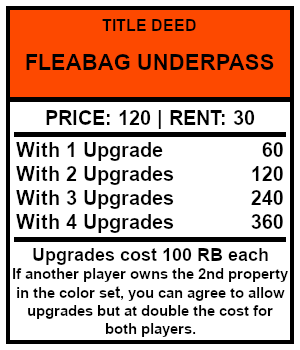 TITLE DEED
FLEABAG UNDERPASS
PRICE: 120 | RENT: 30
With 1 Upgrade 60
With 2 Upgrades 120
With 3 Upgrades 240
With 4 Upgrades 360
Upgrades cost 100 RB each
If another player owns the 2nd property
in the color set, you can agree to allow
upgrades but at double the cost for
both players.